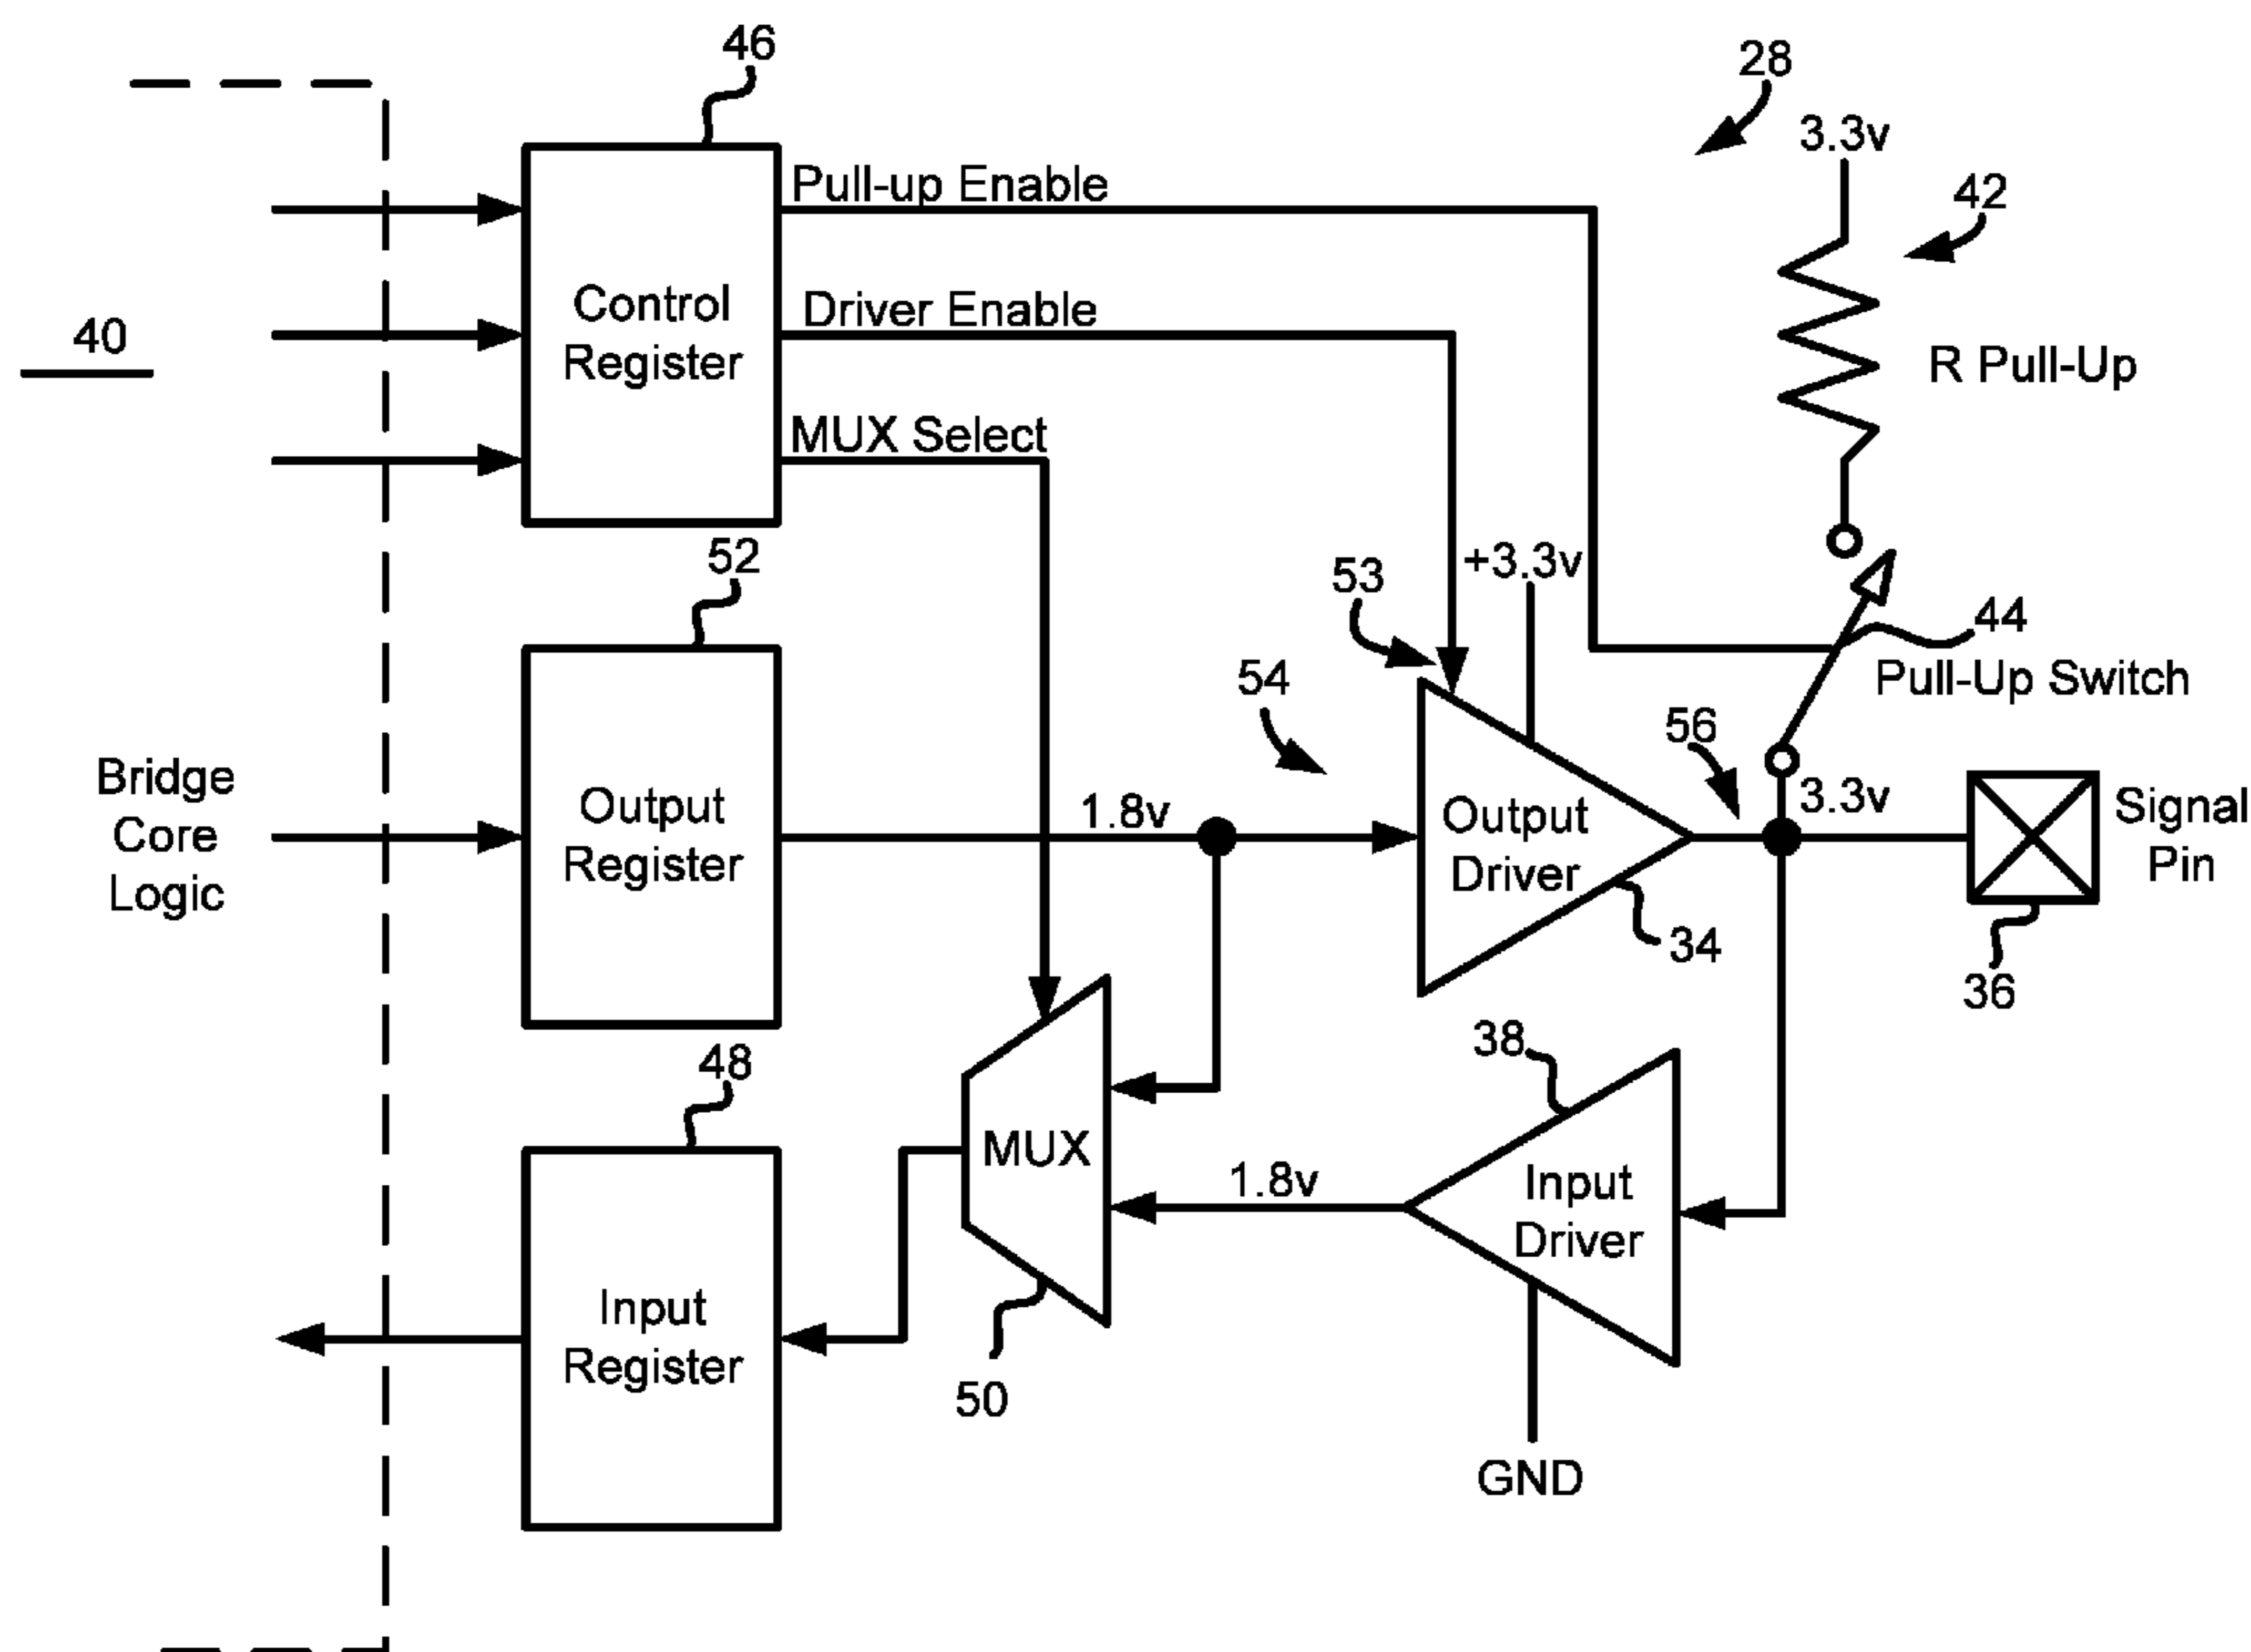 46
28
3.3v
Pull-up Enable
42
Control
Register
Driver Enable
40
R Pull-Up
MUX Select
52
53
+3.3v
44
Pull-Up Switch
54
56
Bridge
Core
Logic
Output
Register
1.8v
Output
Driver
3.3v
Signal
Pin
34
36
48
38
MUX
1.8v
Input
Driver
Input
Register
50
GND